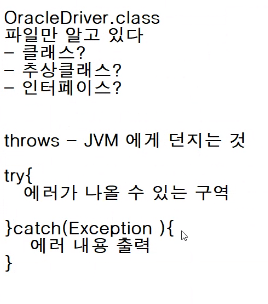 OracleDriver.class
파일만 알고 있다
- 클래스?
- 추상클래스?
- 인터페이스?
throws - JVM 에게 던지는 것
try{
에러가 나올 수 있는 구역
}catch(Exception ){
에러 내용 출력
}